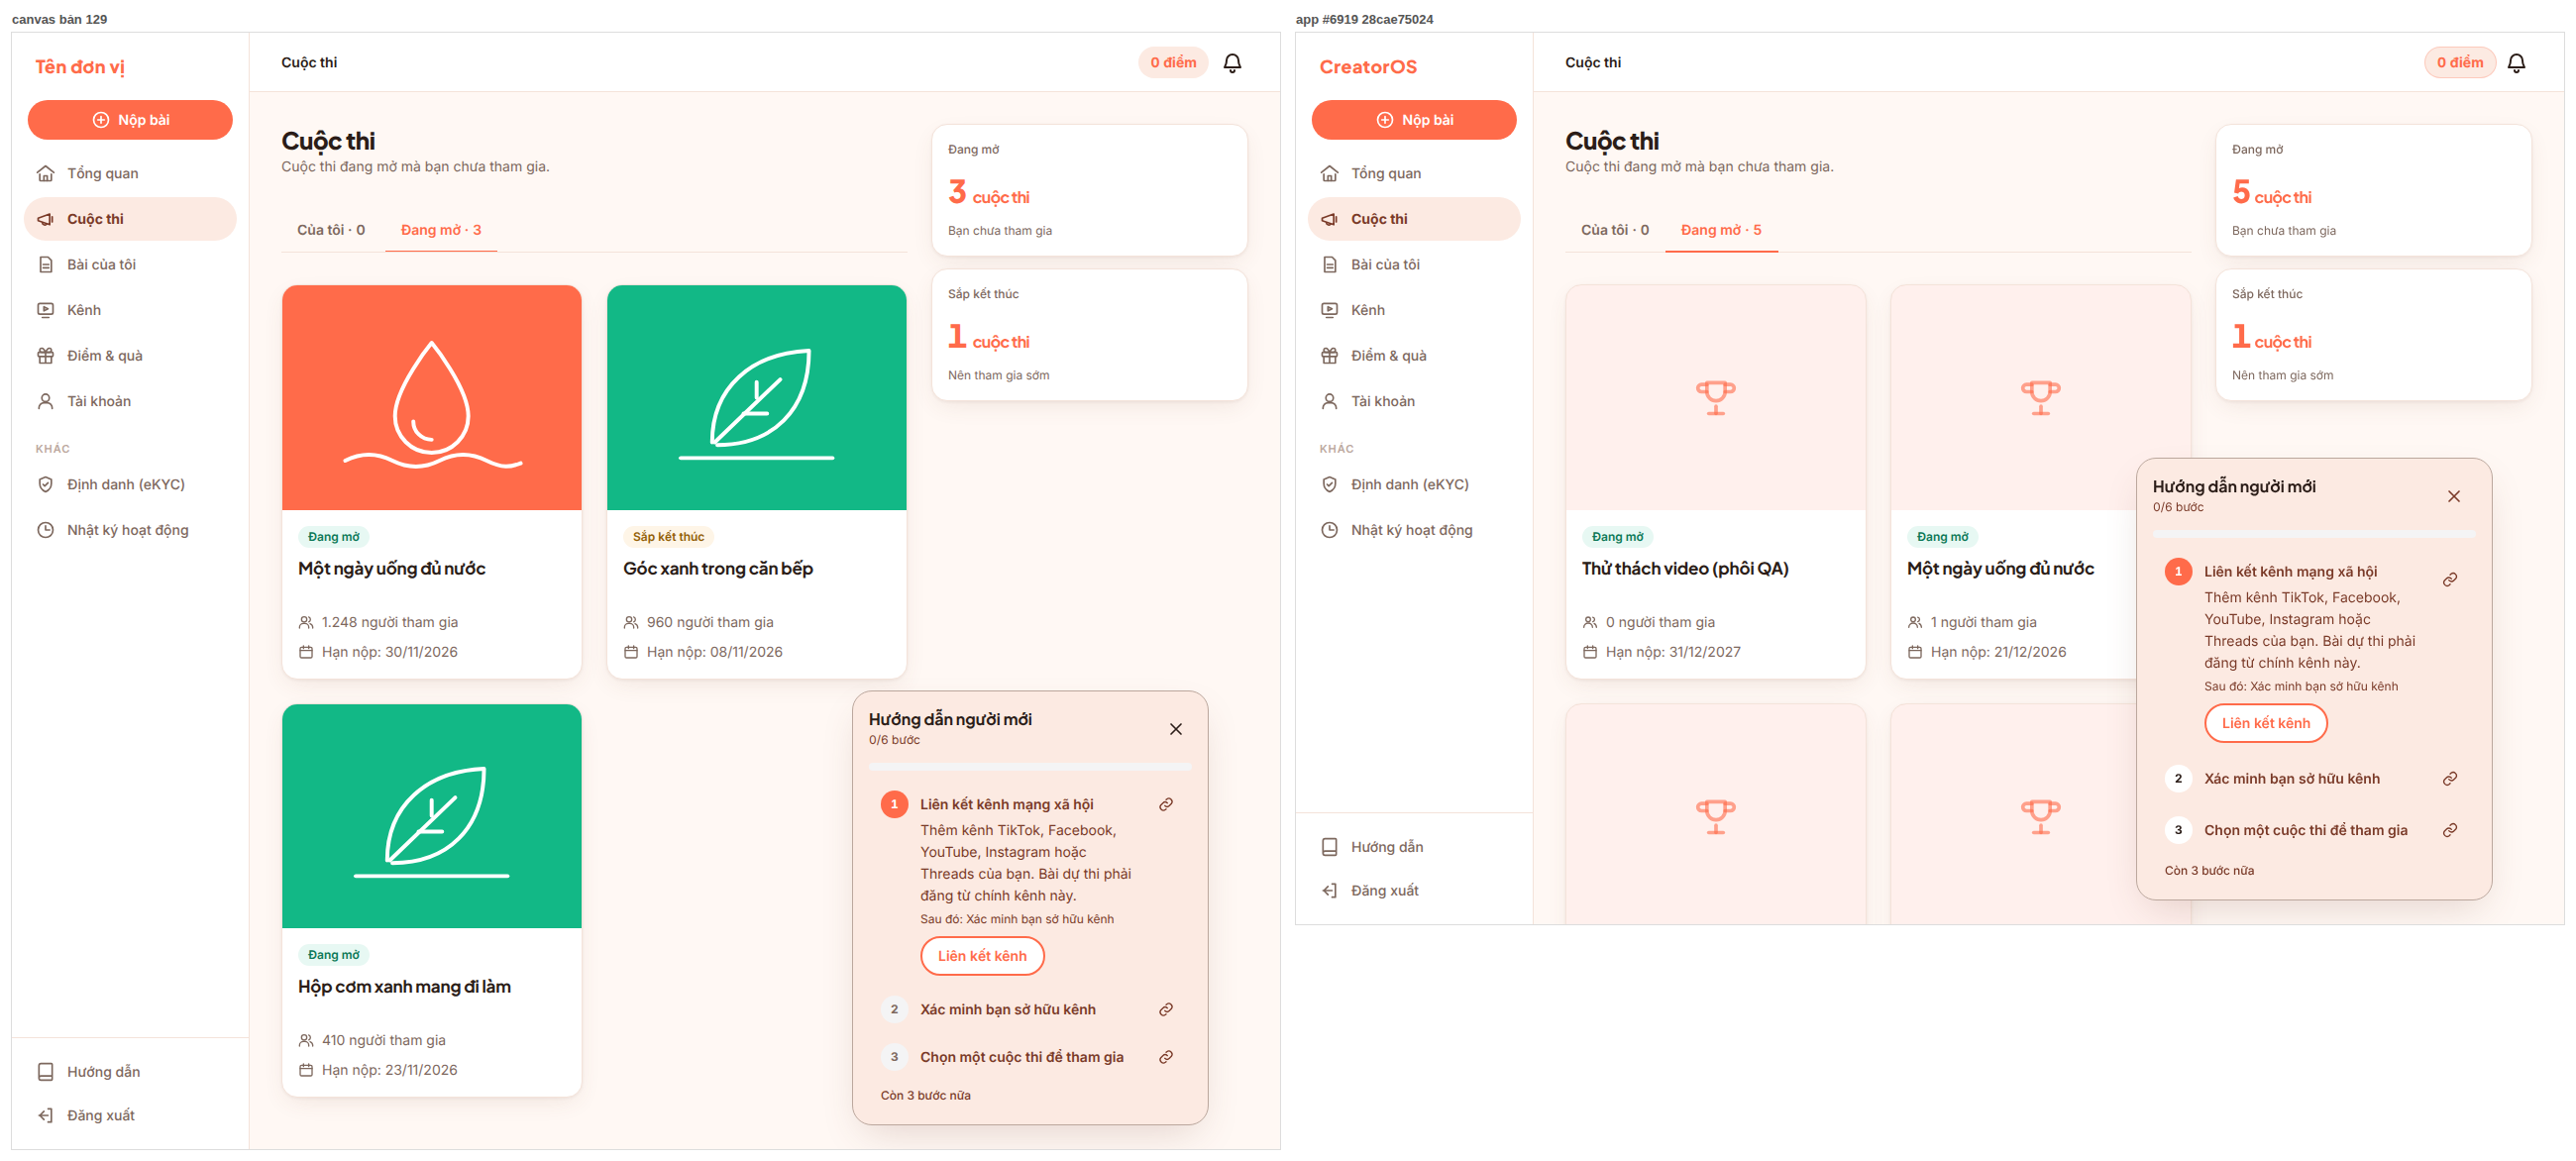 canvas bản 129
Tên đơn vị
Nộp bài
Tổng quan
Cuộc thi
Bài của tôi
Kênh
Điểm & quà
Tài khoản
KHÁC
Định danh (eKYC)
Nhật ký hoạt động
Hướng dẫn
Đăng xuất
Cuộc thi
0 điểm
Cuộc thi
Cuộc thi đang mở mà bạn chưa tham gia.
Của tôi · 0
Đang mở · 3
Đang mở
Một ngày uống đủ nước
1.248 người tham gia
Hạn nộp: 30/11/2026
Sắp kết thúc
Góc xanh trong căn bếp
960 người tham gia
Hạn nộp: 08/11/2026
Đang mở
Hộp cơm xanh mang đi làm
410 người tham gia
Hạn nộp: 23/11/2026
Đang mở
3 cuộc thi
Bạn chưa tham gia
Sắp kết thúc
1 cuộc thi
Nên tham gia sớm
Hướng dẫn người mới
0/6 bước
1
Liên kết kênh mạng xã hội
Thêm kênh TikTok, Facebook,
YouTube, Instagram hoặc
Threads của bạn. Bài dự thi phải
đăng từ chính kênh này.
Sau đó: Xác minh bạn sở hữu kênh
Liên kết kênh
2
Xác minh bạn sở hữu kênh
3
Chọn một cuộc thi để tham gia
Còn 3 bước nữa
app #6919 28cae75024
CreatorOS
Nộp bài
Tổng quan
Cuộc thi
Bài của tôi
Kênh
Điểm & quà
Tài khoản
KHÁC
Định danh (eKYC)
Nhật ký hoạt động
Hướng dẫn
Đăng xuất
Cuộc thi
0 điểm
Cuộc thi
Cuộc thi đang mở mà bạn chưa tham gia.
Của tôi · 0
Đang mở · 5
Đang mở
Thử thách video (phôi QA)
0 người tham gia
Hạn nộp: 31/12/2027
Đang mở
Một ngày uống đủ nước
1 người tham gia
Hạn nộp: 21/12/2026
Đang mở
5 cuộc thi
Bạn chưa tham gia
Sắp kết thúc
1 cuộc thi
Nên tham gia sớm
Hướng dẫn người mới
0/6 bước
1
Liên kết kênh mạng xã hội
Thêm kênh TikTok, Facebook,
YouTube, Instagram hoặc
Threads của bạn. Bài dự thi phải
đăng từ chính kênh này.
Sau đó: Xác minh bạn sở hữu kênh
Liên kết kênh
2
Xác minh bạn sở hữu kênh
3
Chọn một cuộc thi để tham gia
Còn 3 bước nữa